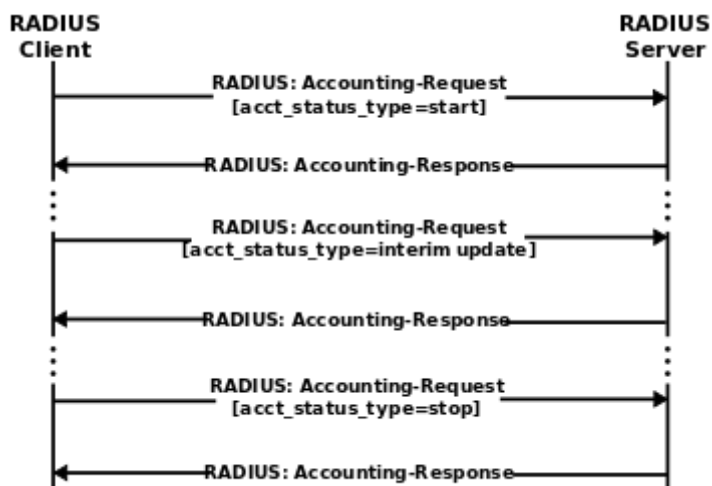 RADIUS
Client
RADIUS
Server
RADIUS: Accounting-Request
[acct_status_type=start]
RADIUS: Accounting-Response
RADIUS: Accounting-Request
[acct_status_type=interim update]
RADIUS: Accounting-Response
RADIUS: Accounting-Request
[acct_status_type=stop]
RADIUS: Accounting-Response